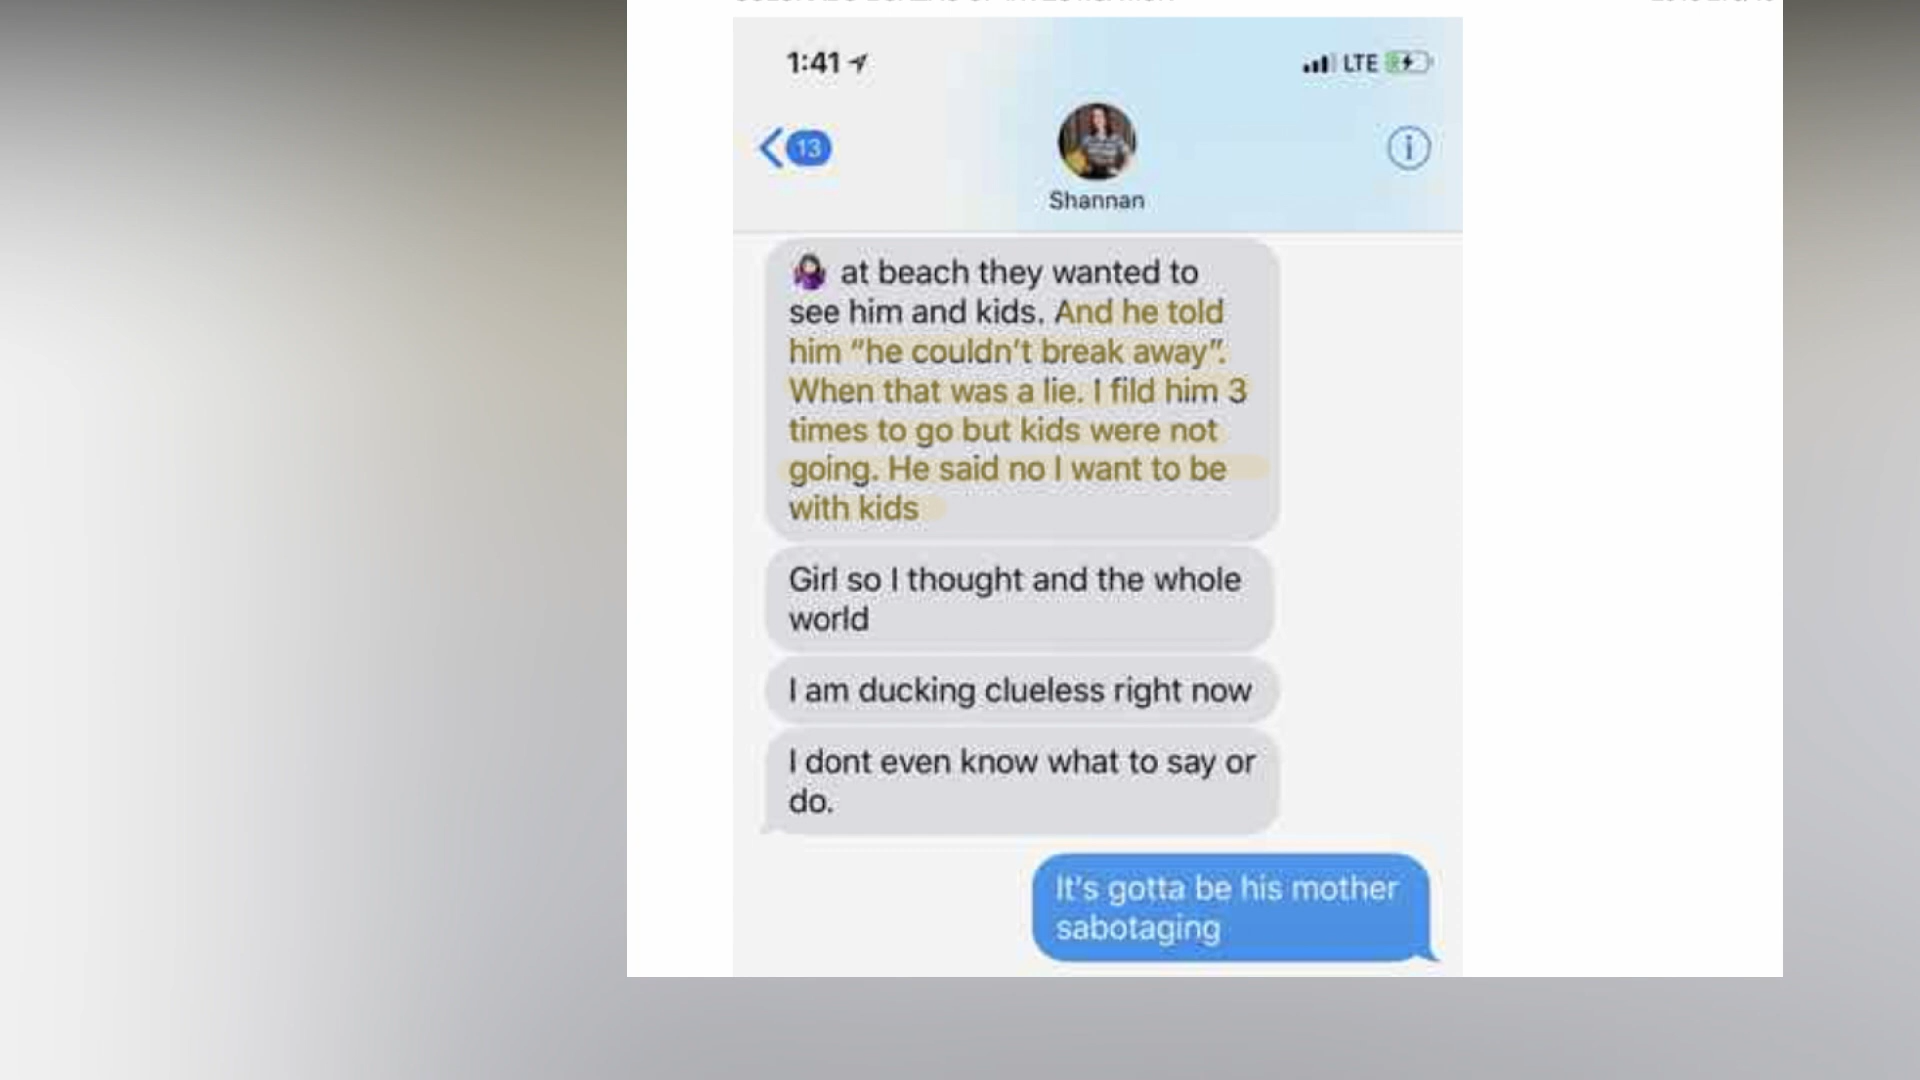 1:41
LTE
13
Shannan
at beach they wanted to
see him and kids. And he told
him “he couldn’t break away”.
When that was a lie. I fild him 3
times to go but kids were not
going. He said no I want to be
with kids
Girl so I thought and the whole
world
I am ducking clueless right now
I dont even know what to say or
do.
It's gotta be his mother
sabotaging